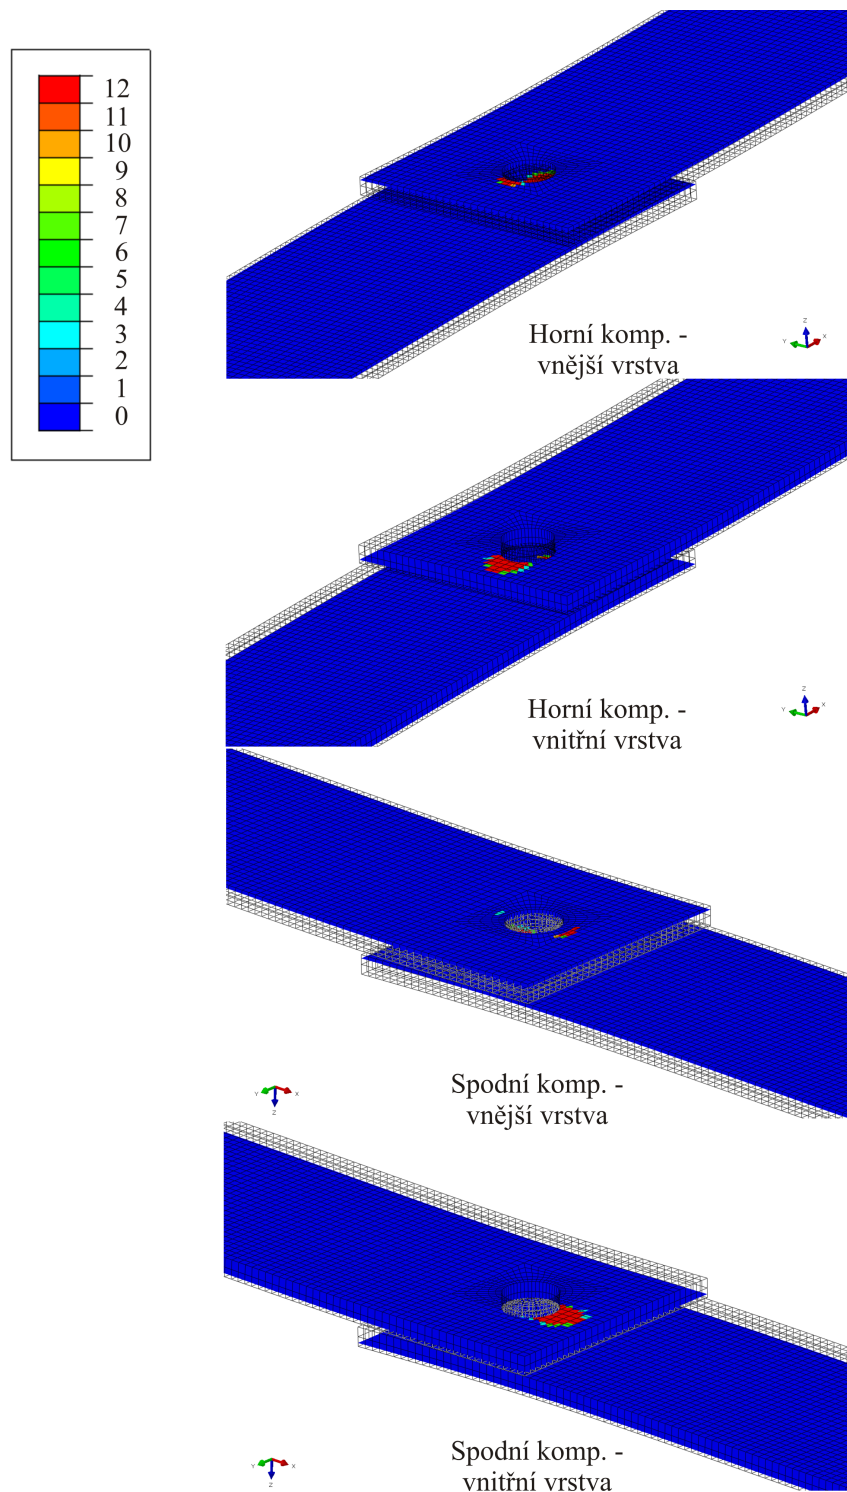 12
11
10
9
8
7
6
5
4
3
2
1
0
Horní komp. -
vnější vrstva
Z
Y
X
Horní komp. -
vnitřní vrstva
Z
Y
X
Spodní komp. -
vnější vrstva
Y
X
Z
Spodní komp. -
vnitřní vrstva
Y
X
Z